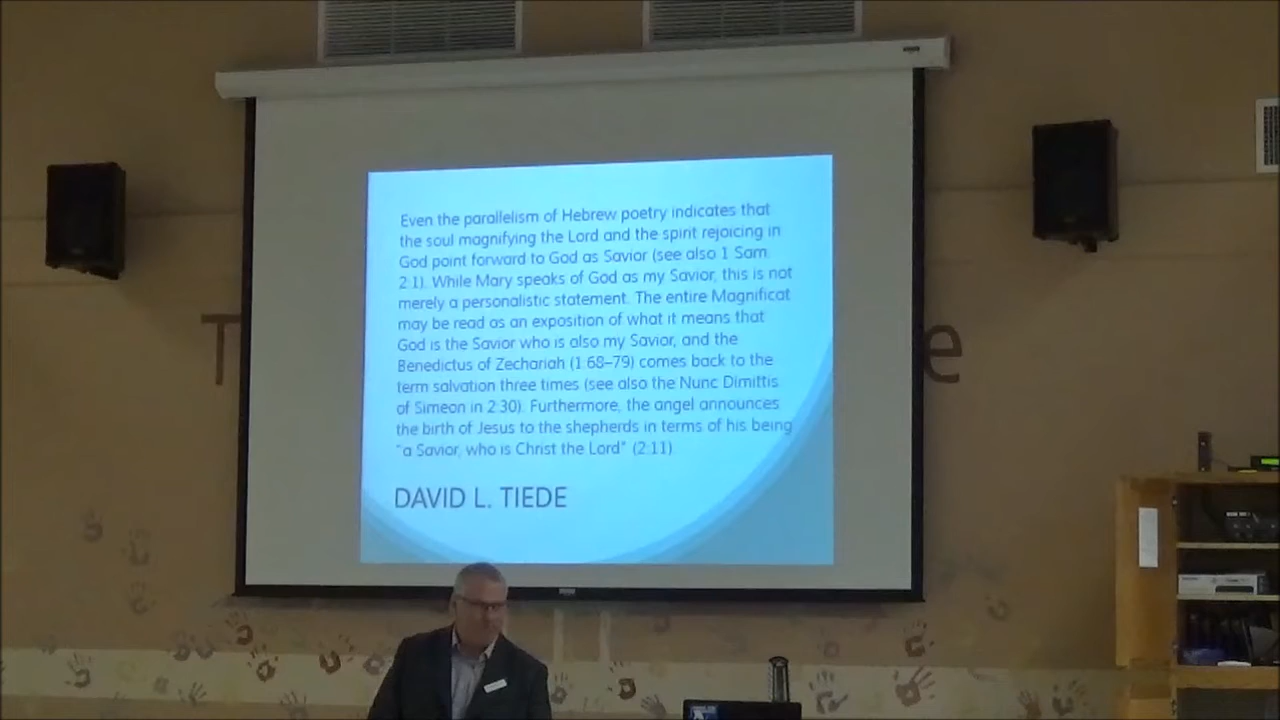 Even the parallelism of Hebrew poetry indicates that
the soul magnifying the Lord and the spirit rejoicing in
God point forward to God as Savior (see also 1 Sam.
2:1). While Mary speaks of God as my Savior, this is not
merely a personalistic statement. The entire Magnificat
may be read as an exposition of what it means that
God is the Savior who is also my Savior, and the
Benedictus of Zechariah (1:68–79) comes back to the
term salvation three times (see also the Nunc Dimittis
of Simeon in 2:30). Furthermore, the angel announces
the birth of Jesus to the shepherds in terms of his being
"a Savior, who is Christ the Lord" (2:11).
DAVID L. TIEDE
T
e